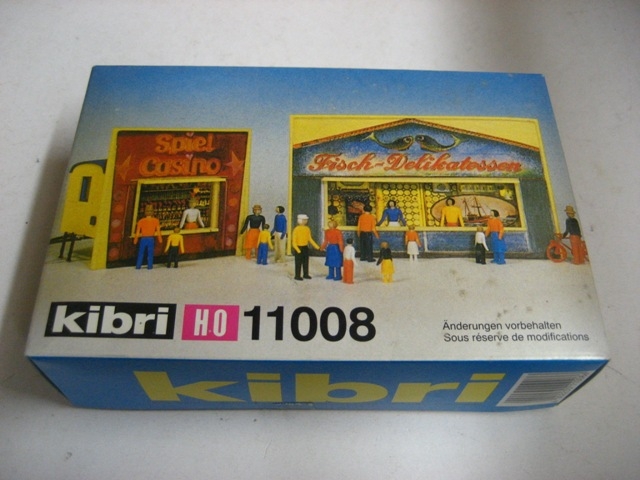 Spiel
Casino
Fisch-Delikatessen
kibri HO 11008
Änderungen vorbehalten
Sous réserve de modifications
kibri